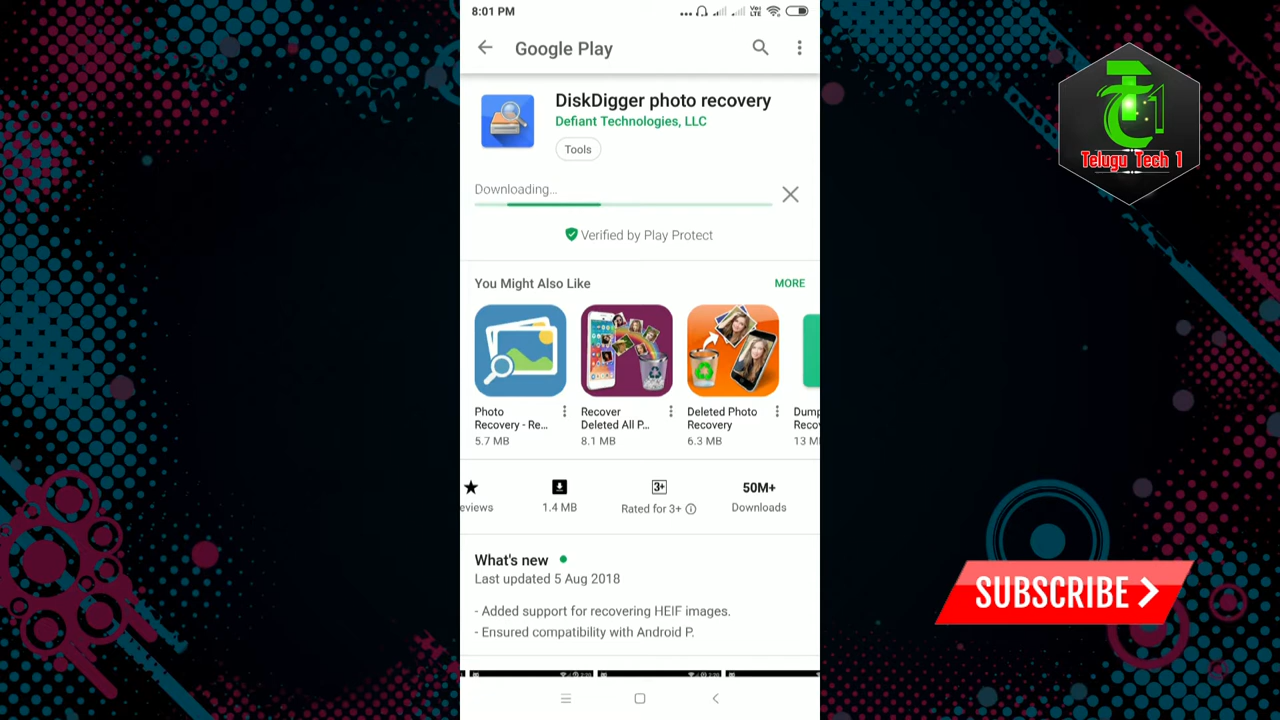 8:01 PM
Vo) LTE
Google Play
DiskDigger photo recovery
Defiant Technologies, LLC
Tools
Downloading...
Verified by Play Protect
You Might Also Like
MORE
Photo
Recovery - Re...
5.7 MB
Recover
Deleted All P...
8.1 MB
Deleted Photo
Recovery
6.3 MB
Dump
Reco
13 M
eviews
1.4 MB
3+
Rated for 3+
50M+
Downloads
What's new
Last updated 5 Aug 2018
- Added support for recovering HEIF images.
- Ensured compatibility with Android P.
Telugu Tech 1
SUBSCRIBE